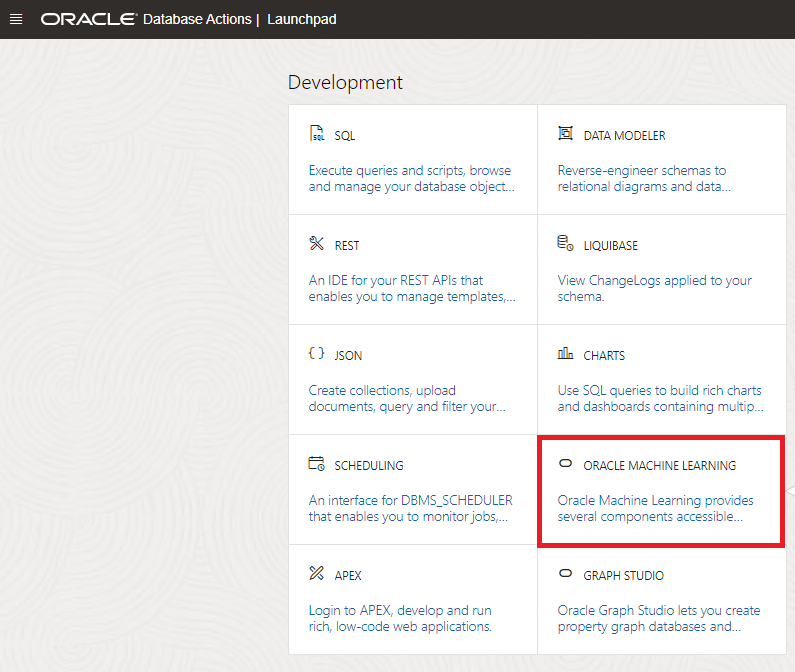 ORACLE Database Actions | Launchpad
Development
SQL
Execute queries and scripts, browse
and manage your database object...
DATA MODELER
Reverse-engineer schemas to
relational diagrams and data...
REST
An IDE for your REST APIs that
enables you to manage templates,...
LIQUIBASE
View ChangeLogs applied to your
schema.
JSON
Create collections, upload
documents, query and filter your...
CHARTS
Use SQL queries to build rich charts
and dashboards containing multip...
SCHEDULING
An interface for DBMS_SCHEDULER
that enables you to monitor jobs,...
ORACLE MACHINE LEARNING
Oracle Machine Learning provides
several components accessible...
APEX
Login to APEX, develop and run
rich, low-code web applications.
GRAPH STUDIO
Oracle Graph Studio lets you create
property graph databases and...